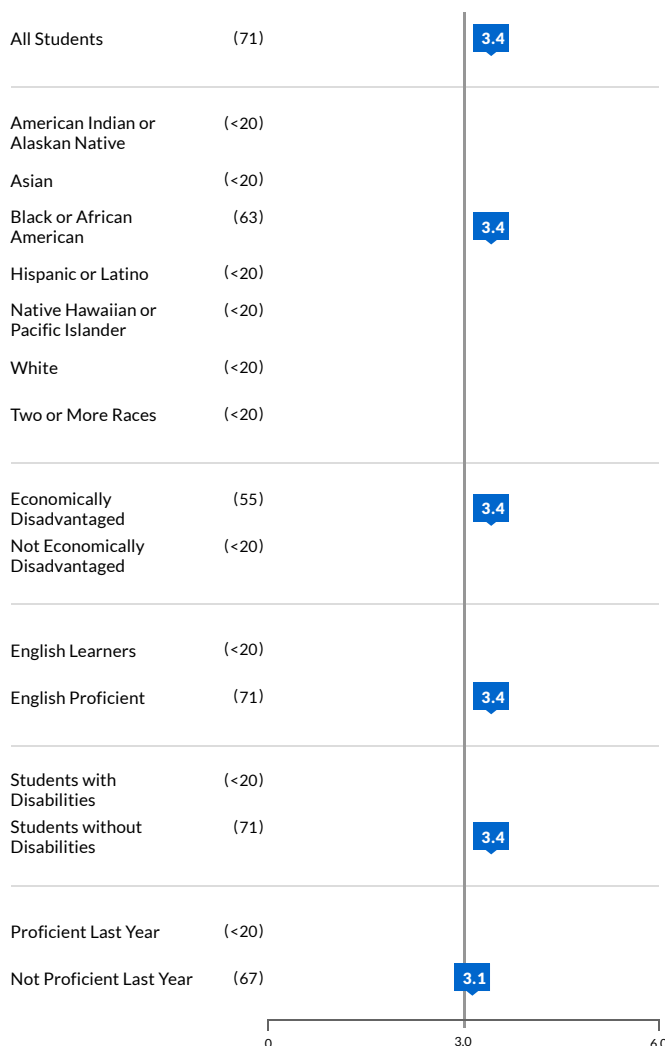 All Students (71) 3.4
American Indian or (<20)
Alaskan Native
Asian (<20)
Black or African (63) 3.4
American
Hispanic or Latino (<20)
Native Hawaiian or (<20)
Pacific Islander
White (<20)
Two or More Races (<20)
Economically (55) 3.4
Disadvantaged
Not Economically (<20)
Disadvantaged
English Learners (<20)
English Proficient (71) 3.4
Students with (<20)
Disabilities
Students without (71) 3.4
Disabilities
Proficient Last Year (<20)
Not Proficient Last Year (67) 3.1
0 3.0 6.0